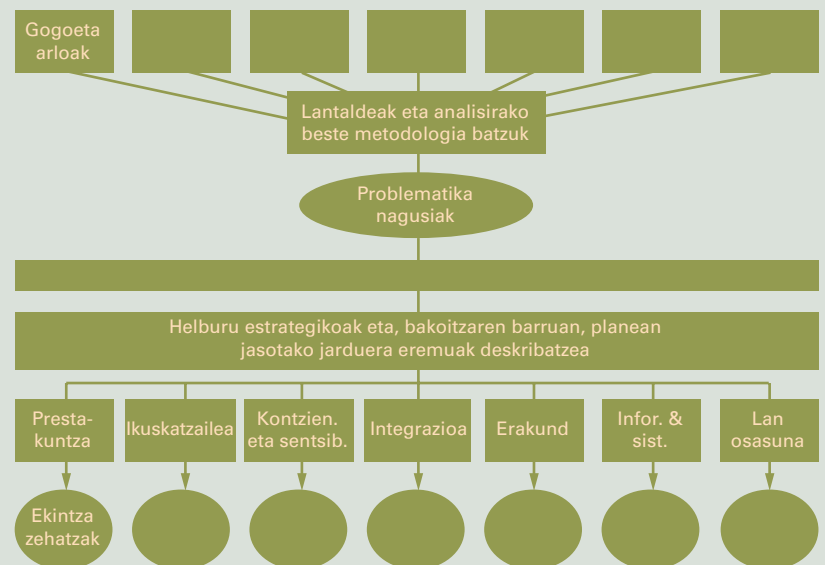 Gogoeta
arloak
Lantaldeak eta analisirako
beste metodologia batzuk
Problematika
nagusiak
Helburu estrategikoak eta, bakoitzaren barruan, planean
jasotako jarduera eremuak deskribatzea
Presta-
kuntza
Ikuskatzailea
Kontzien.
eta sentsib.
Integrazioa
Erakund
Infor. &
sist.
Lan
osasuna
Ekintza
zehatzak